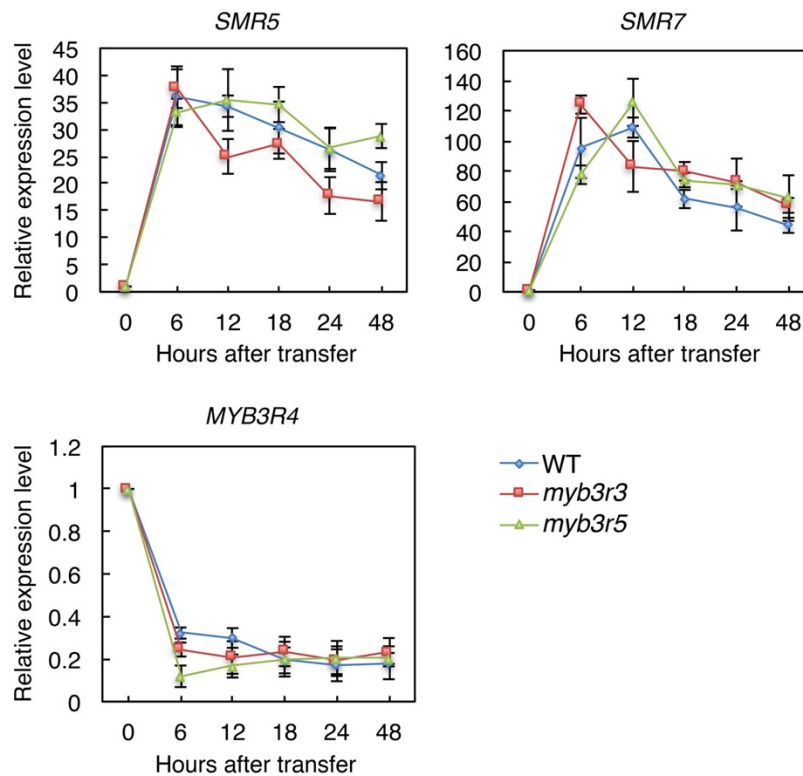 SMR5
SMR7
Relative expression level
45
40
35
30
25
20
15
10
5
0
0 6 12 18 24 48
Hours after transfer
Relative expression level
160
140
120
100
80
60
40
20
0
0 6 12 18 24 48
Hours after transfer
MYB3R4
Relative expression level
1.2
1
0.8
0.6
0.4
0.2
0
0 6 12 18 24 48
Hours after transfer
WT
myb3r3
myb3r5